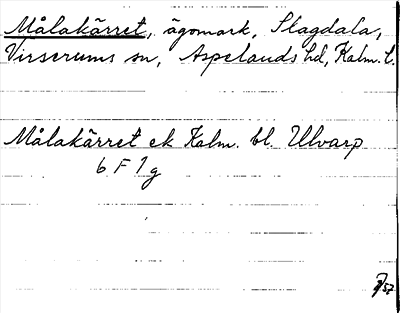 Målakärret, ägomark, Slagdala,
Virserums sn, Aspelands hd, Kalm. l.
Målakärret ek Kalm. bl. Ulvarp
6 F 1 g